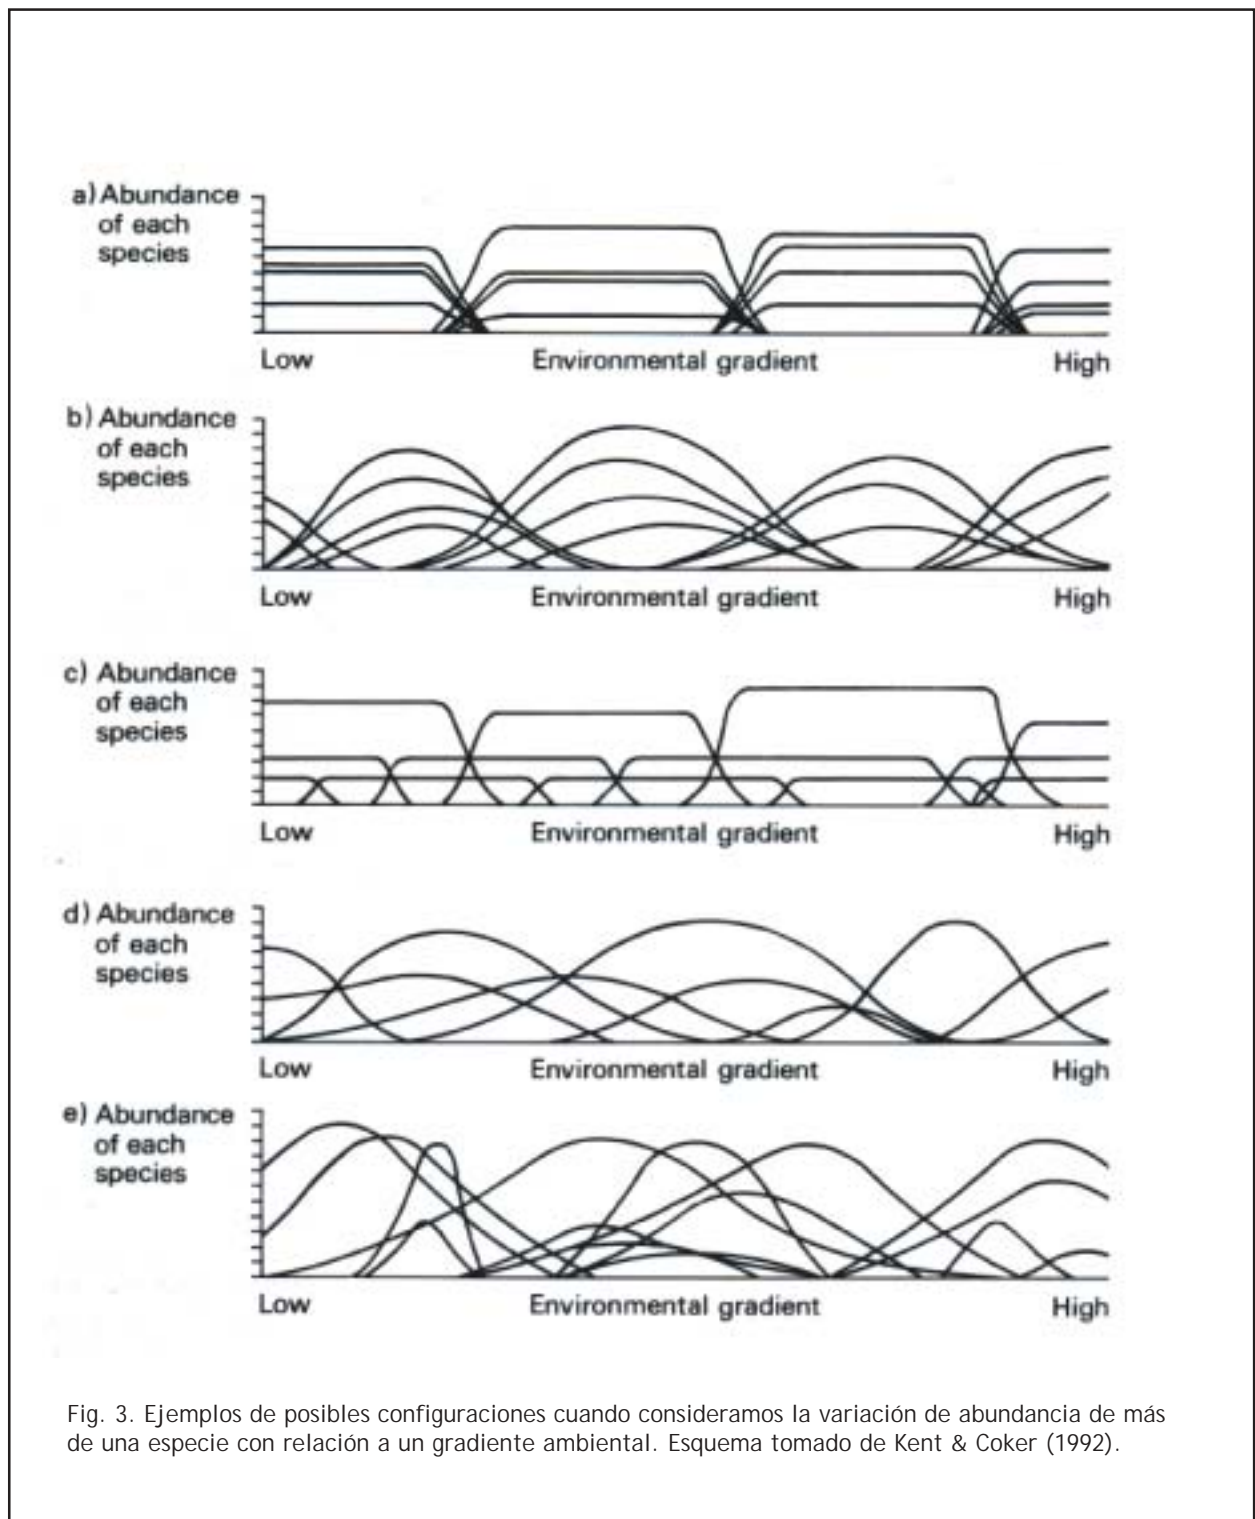 a) Abundance
of each
species
Low Environmental gradient High
b) Abundance
of each
species
Low Environmental gradient High
c) Abundance
of each
species
Low Environmental gradient High
d) Abundance
of each
species
Low Environmental gradient High
e) Abundance
of each
species
Low Environmental gradient High
Fig. 3. Ejemplos de posibles configuraciones cuando consideramos la variación de abundancia de más
de una especie con relación a un gradiente ambiental. Esquema tomado de Kent & Coker (1992).